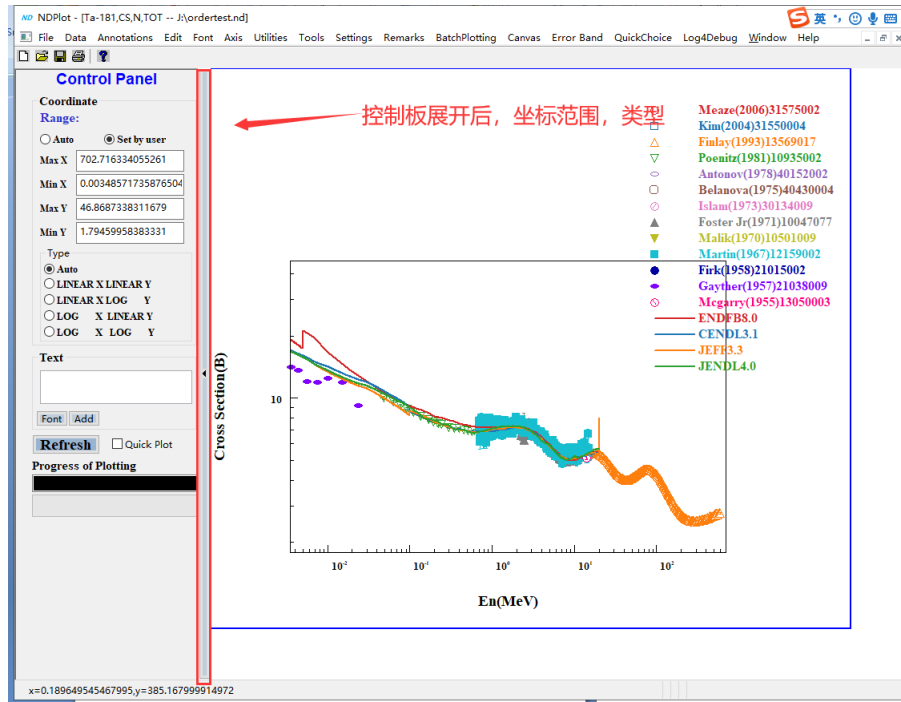 NDPlot - [Ta-181,CS,N,TOT -- J:\ordertest.nd]
英
File Data Annotations Edit Font Axis Utilities Tools Settings Remarks BatchPlotting Canvas Error Band QuickChoice Log4Debug Window Help
Control Panel
Coordinate
Range:
Auto Set by user
Max X 702.716334055261
Min X 0.00348571735876504
Max Y 46.8687338311679
Min Y 1.79459958383331
Type
Auto
LINEAR X LINEAR Y
LINEAR X LOG Y
LOG X LINEAR Y
LOG X LOG Y
Text
Font Add
Refresh Quick Plot
Progress of Plotting
控制板展开后，坐标范围，类型
Meaze(2006)31575002
Kim(2004)31550004
Finlay(1993)13569017
Poenitz(1981)10935002
Antonov(1978)40152002
Belanova(1975)40430004
Islam(1973)30134009
Foster Jr(1971)10047077
Malik(1970)10501009
Martin(1967)12159002
Firk(1958)21015002
Gayther(1957)21038009
Mcgarry(1955)13050003
ENDFB8.0
CENDL3.1
JEFF3.3
JENDL4.0
Cross Section(B)
10
10⁻² 10⁻¹ 10⁰ 10¹ 10²
En(MeV)
x=0.189649545467995,y=385.167999914972